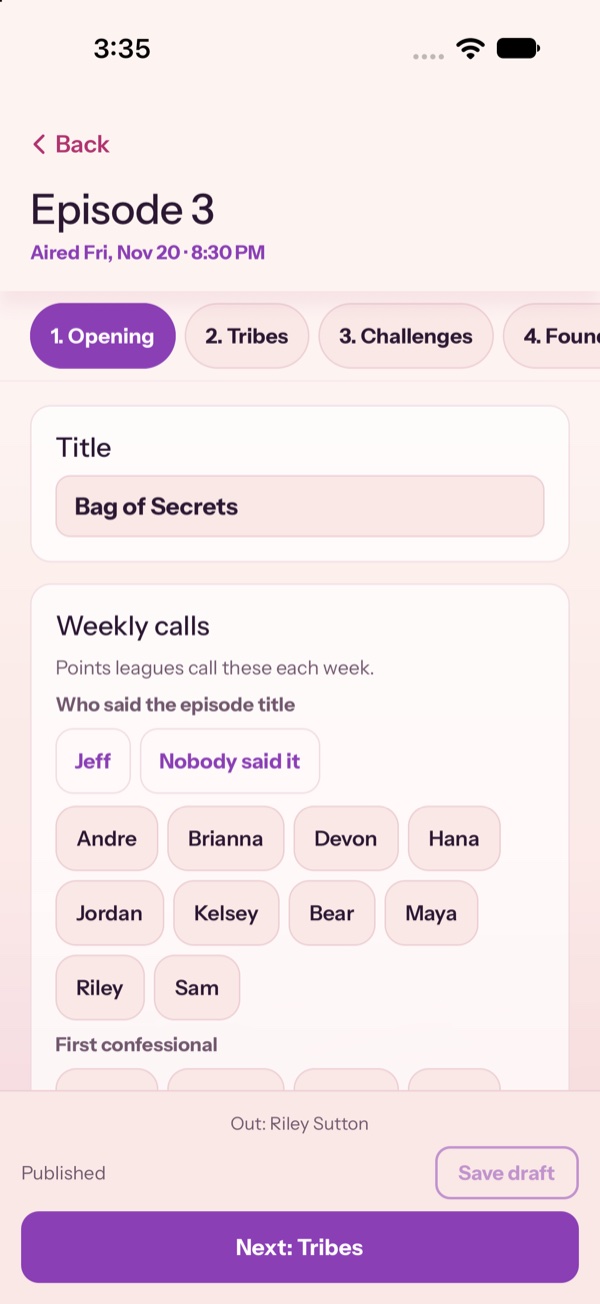 3:35
Back
Episode 3
Aired Fri, Nov 20 · 8:30 PM
1. Opening 2. Tribes 3. Challenges 4. Foun
Title
Bag of Secrets
Weekly calls
Points leagues call these each week.
Who said the episode title
Jeff Nobody said it
Andre Brianna Devon Hana
Jordan Kelsey Bear Maya
Riley Sam
First confessional
Out: Riley Sutton
Published Save draft
Next: Tribes